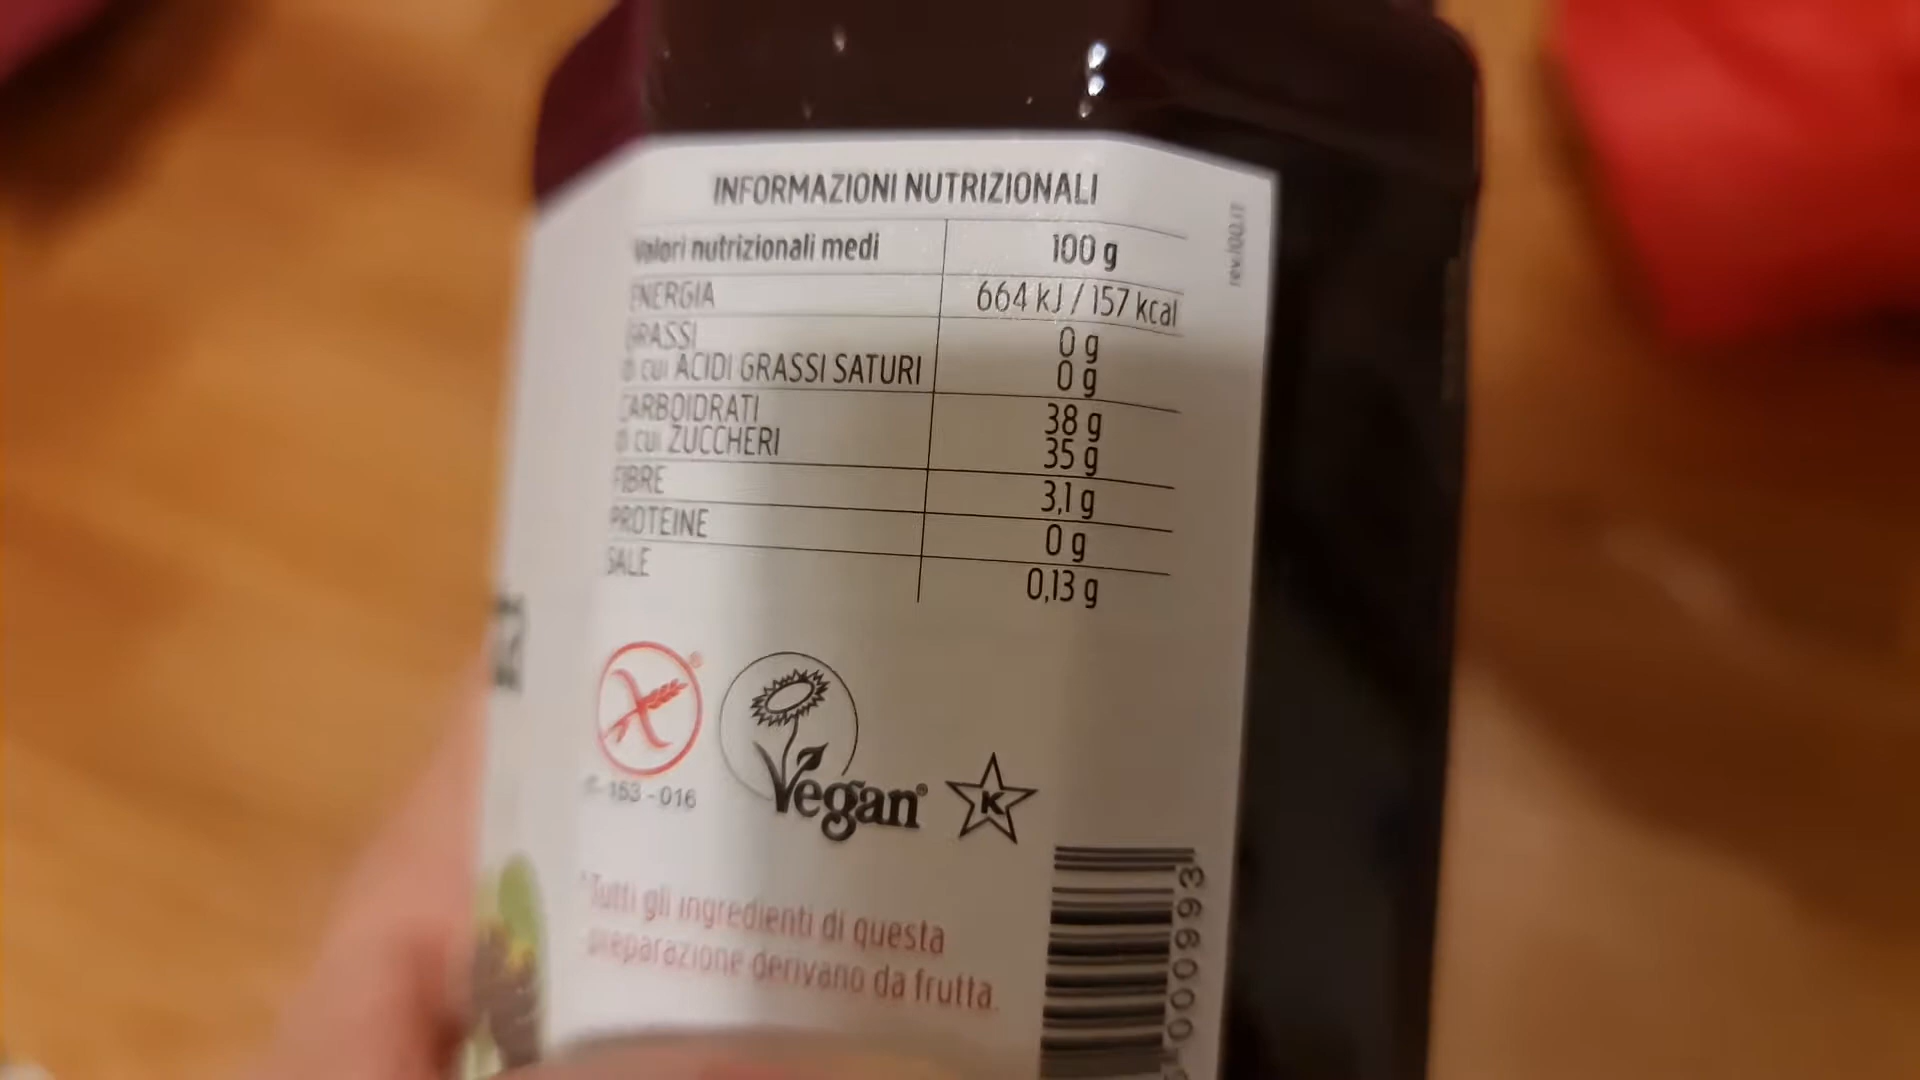 INFORMAZIONI NUTRIZIONALI
Valori nutrizionali medi 100 g
ENERGIA 664 kJ / 157 kcal
GRASSI 0 g
di cui ACIDI GRASSI SATURI 0 g
CARBOIDRATI 38 g
di cui ZUCCHERI 35 g
FIBRE 3,1 g
PROTEINE 0 g
SALE 0,13 g
rev.100.17
-163-016
Vegan®
K
*Tutti gli ingredienti di questa
preparazione derivano da frutta.
000993